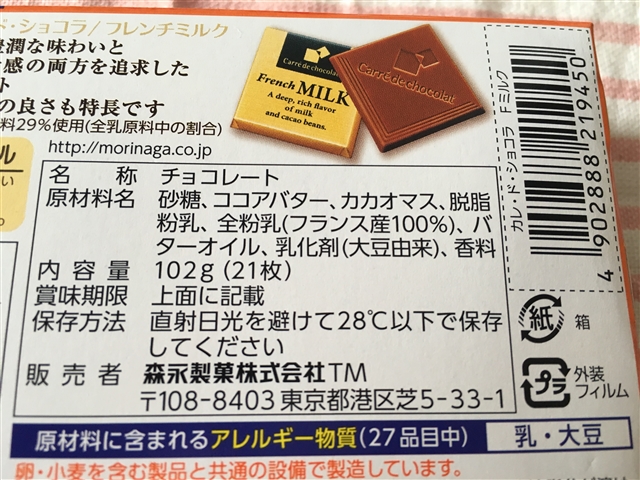 ド・ショコラ/フレンチミルク
豊潤な味わいと
感の両方を追求した
ト
の良さも特長です
料29%使用(全乳原料中の割合)
http://morinaga.co.jp
Carré de chocolat
French MILK
A deep, rich flavor
of milk
and cacao beans.
Carré de chocolat
ル
い
名 称 チョコレート
原材料名 砂糖、ココアバター、カカオマス、脱脂
粉乳、全粉乳(フランス産100%)、バ
ターオイル、乳化剤(大豆由来)、香料
内 容 量 102g(21枚)
賞味期限 上面に記載
保存方法 直射日光を避けて28℃以下で保存
してください
販 売 者 森永製菓株式会社TM
〒108-8403 東京都港区芝5-33-1
原材料に含まれるアレルギー物質(27品目中) 乳・大豆
卵・小麦を含む製品と共通の設備で製造しています。
カレ・ド・ショコラ Fミルク
4 902888 219450
紙 箱
プラ 外装
フィルム